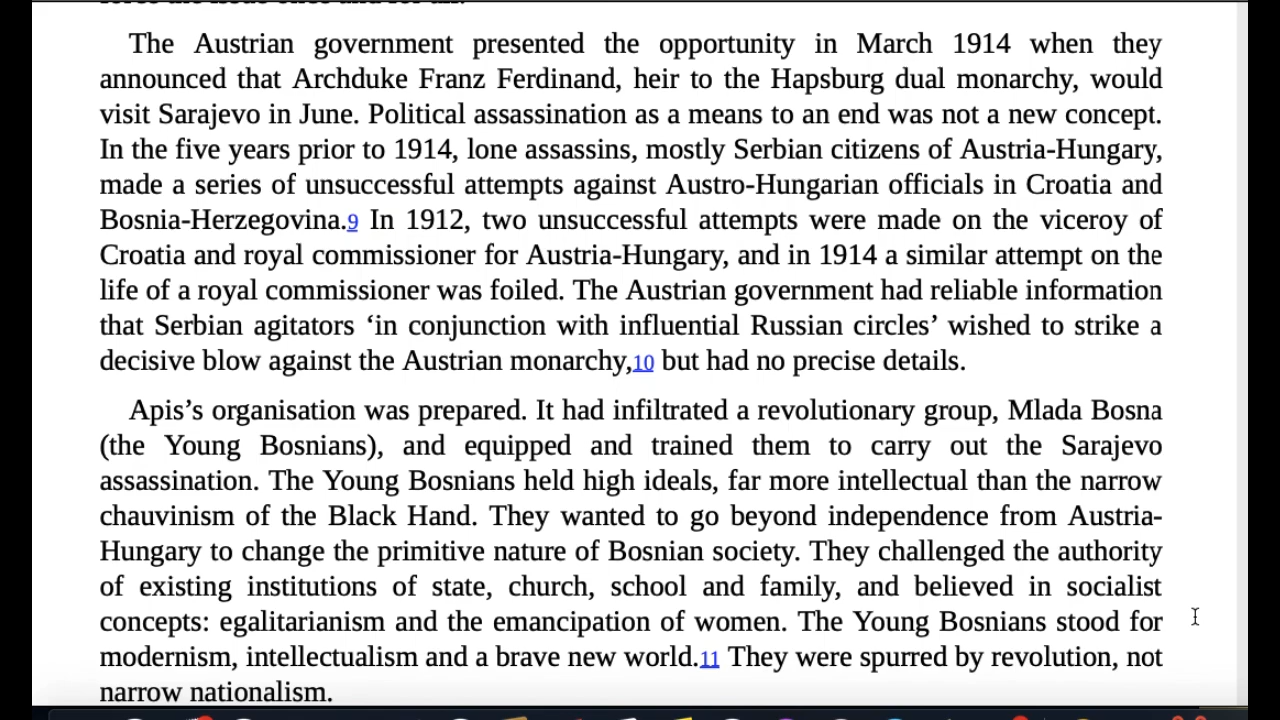 force the issue once and for all.
The Austrian government presented the opportunity in March 1914 when they
announced that Archduke Franz Ferdinand, heir to the Hapsburg dual monarchy, would
visit Sarajevo in June. Political assassination as a means to an end was not a new concept.
In the five years prior to 1914, lone assassins, mostly Serbian citizens of Austria-Hungary,
made a series of unsuccessful attempts against Austro-Hungarian officials in Croatia and
Bosnia-Herzegovina.9 In 1912, two unsuccessful attempts were made on the viceroy of
Croatia and royal commissioner for Austria-Hungary, and in 1914 a similar attempt on the
life of a royal commissioner was foiled. The Austrian government had reliable information
that Serbian agitators ‘in conjunction with influential Russian circles’ wished to strike a
decisive blow against the Austrian monarchy,10 but had no precise details.
Apis’s organisation was prepared. It had infiltrated a revolutionary group, Mlada Bosna
(the Young Bosnians), and equipped and trained them to carry out the Sarajevo
assassination. The Young Bosnians held high ideals, far more intellectual than the narrow
chauvinism of the Black Hand. They wanted to go beyond independence from Austria-
Hungary to change the primitive nature of Bosnian society. They challenged the authority
of existing institutions of state, church, school and family, and believed in socialist
concepts: egalitarianism and the emancipation of women. The Young Bosnians stood for
modernism, intellectualism and a brave new world.11 They were spurred by revolution, not
narrow nationalism.